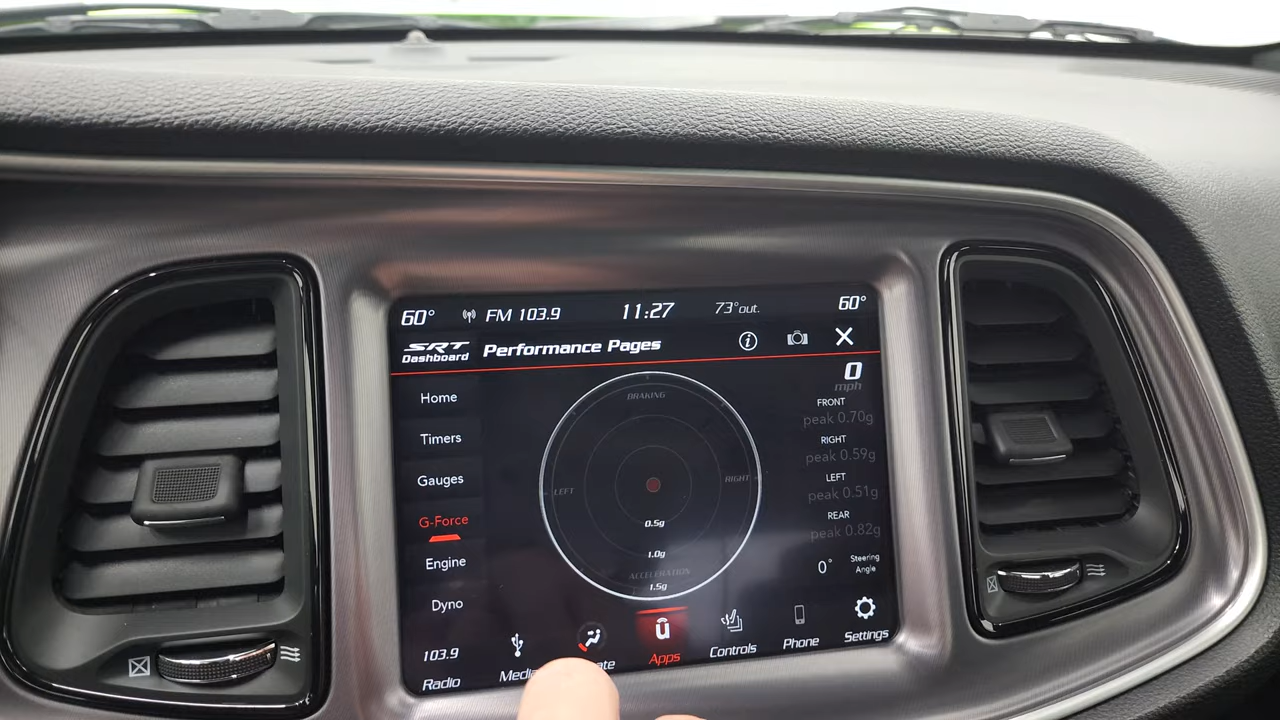 60° FM 103.9 11:27 73°out. 60°
SRT
Dashboard
Performance Pages
i
Home
Timers
Gauges
G-Force
Engine
Dyno
BRAKING
LEFT
RIGHT
0.5g
1.0g
ACCELERATION
1.5g
0
mph
FRONT
peak 0.70g
RIGHT
peak 0.59g
LEFT
peak 0.51g
REAR
peak 0.82g
0° Steering
Angle
103.9
Radio
Apps
Controls
Phone
Settings